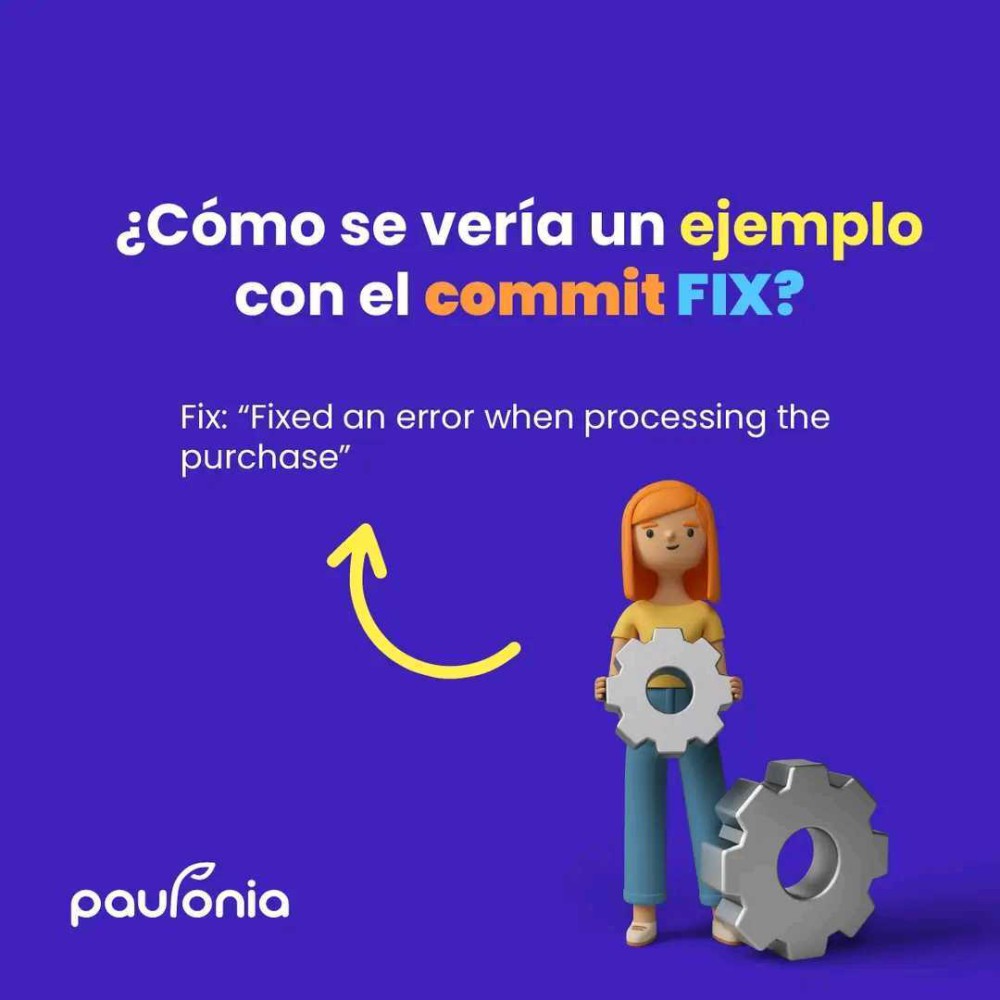 ¿Cómo se vería un ejemplo
con el commit FIX?
Fix: “Fixed an error when processing the
purchase”
paulonia